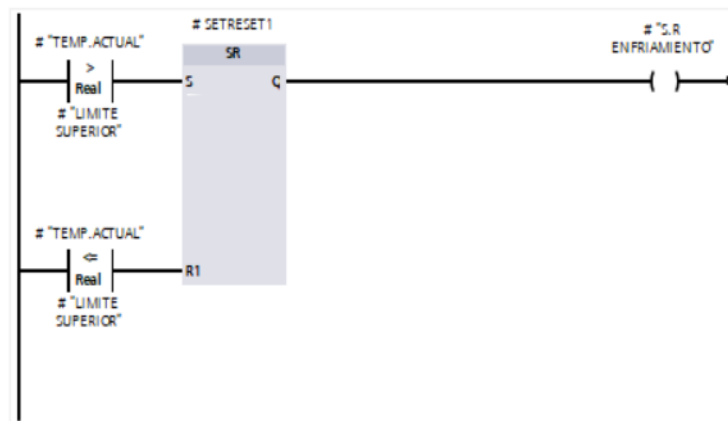 # SETRESET1
# "S.R
ENFRIAMIENTO"
# "TEMP.ACTUAL"
SR
>
Real
S
Q
# "LIMITE
SUPERIOR"
# "TEMP.ACTUAL"
<=
Real
R1
# "LIMITE
SUPERIOR"